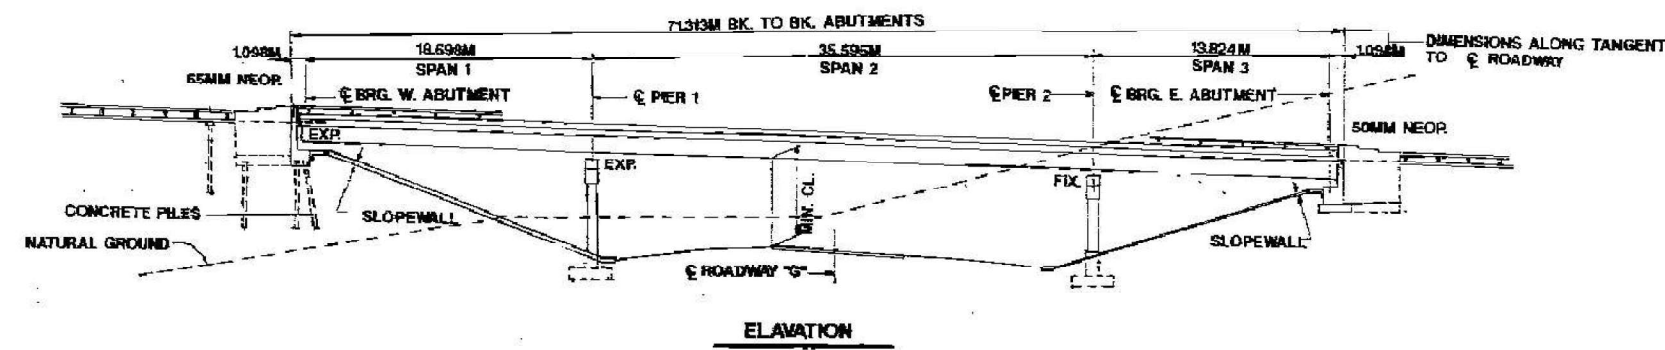 71.313M BK. TO BK. ABUTMENTS
1.098M
18.698M
35.595M
13.824M
1.098M
DIMENSIONS ALONG TANGENT
TO ℄ ROADWAY
SPAN 1
SPAN 2
SPAN 3
65MM NEOP.
℄ BRG. W. ABUTMENT
℄ PIER 1
℄ PIER 2
℄ BRG. E. ABUTMENT
50MM NEOP.
EXP.
EXP.
FIX.
MIN. CL.
CONCRETE PILES
SLOPEWALL
SLOPEWALL
NATURAL GROUND
℄ ROADWAY "G"
ELAVATION